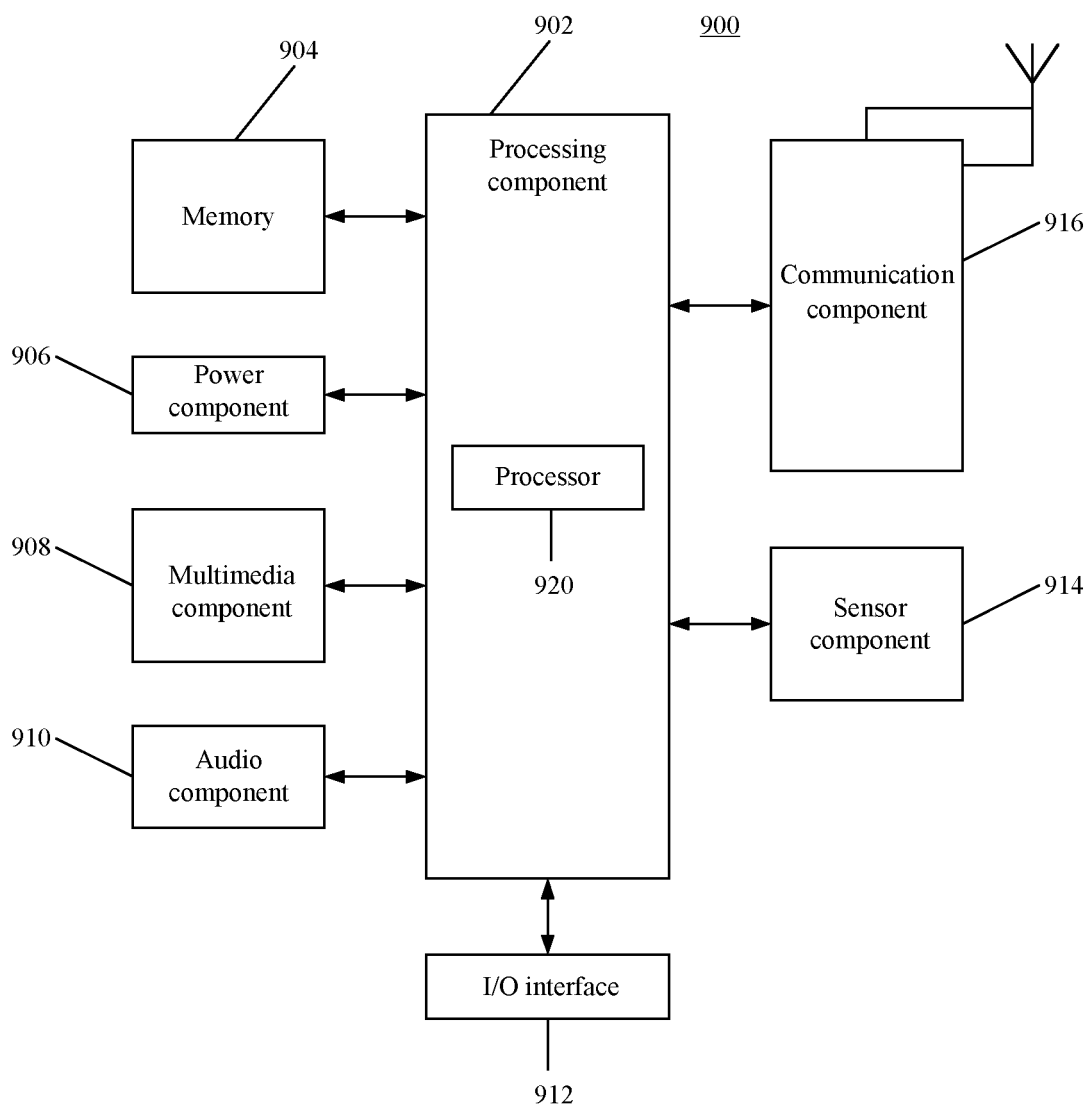 902
900
904
Processing
component
Memory
916
Communication
component
906
Power
component
Processor
908
Multimedia
component
920
914
Sensor
component
910
Audio
component
I/O interface
912